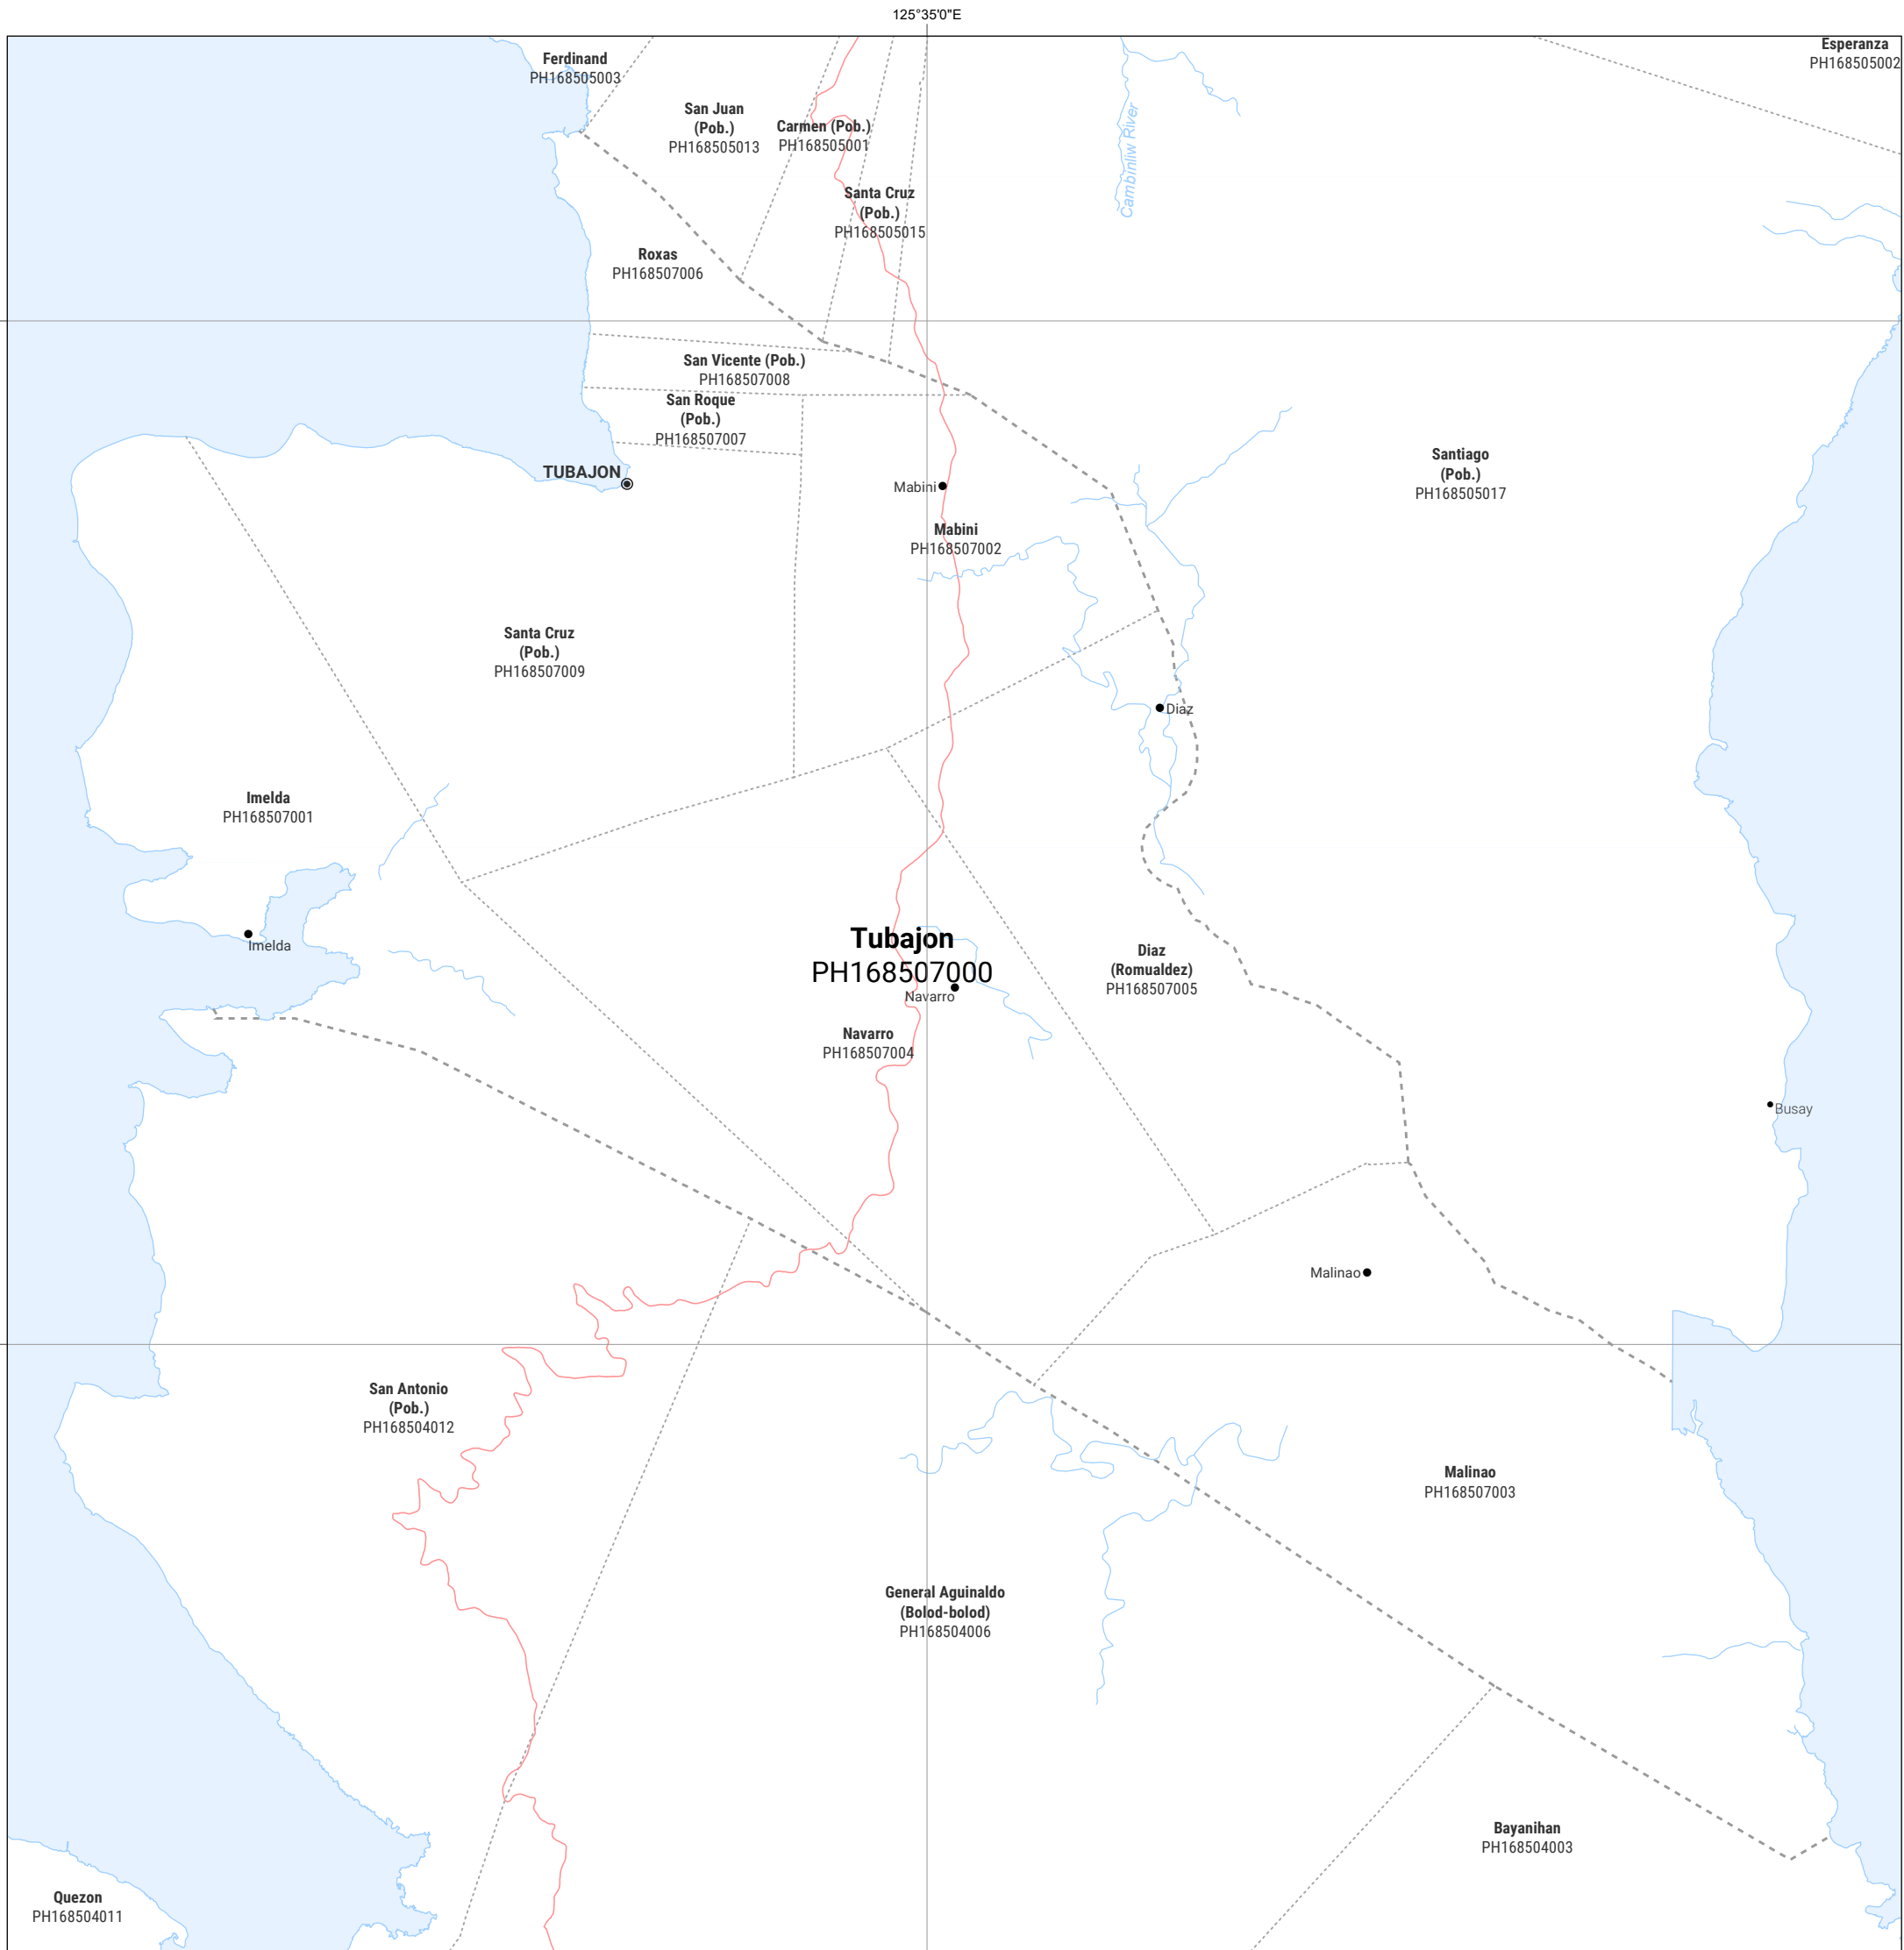 125°35'0"E
Ferdinand
PH168505003
Esperanza
PH168505002
San Juan
(Pob.)
PH168505013
Carmen (Pob.)
PH168505001
Cambinliw River
Santa Cruz
(Pob.)
PH168505015
Roxas
PH168507006
San Vicente (Pob.)
PH168507008
San Roque
(Pob.)
PH168507007
TUBAJON
Mabini
Santiago
(Pob.)
PH168505017
Mabini
PH168507002
Santa Cruz
(Pob.)
PH168507009
Diaz
Imelda
PH168507001
Imelda
Tubajon
PH168507000
Navarro
Diaz
(Romualdez)
PH168507005
Navarro
PH168507004
Busay
Malinao
San Antonio
(Pob.)
PH168504012
Malinao
PH168507003
General Aguinaldo
(Bolod-bolod)
PH168504006
Bayanihan
PH168504003
Quezon
PH168504011